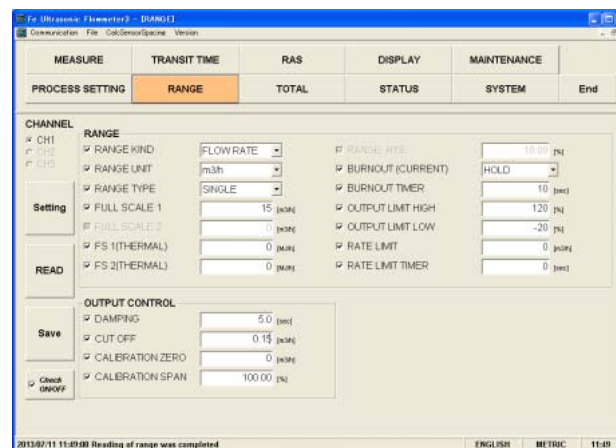 Fe Ultrasonic Flowmeter3 - [RANGE]
Communication File CalcSensorSpacing Version
MEASURE TRANSIT TIME RAS DISPLAY MAINTENANCE
PROCESS SETTING RANGE TOTAL STATUS SYSTEM End
CHANNEL
CH1
CH2
CH3
Setting
READ
Save
Check ON/OFF
RANGE
RANGE KIND FLOW RATE
RANGE UNIT m3/h
RANGE TYPE SINGLE
FULL SCALE 1 15 [m3/h]
FULL SCALE 2 0 [m3/h]
FS 1(THERMAL) 0 [MJ/h]
FS 2(THERMAL) 0 [MJ/h]
RANGE HYS. 10.00 [%]
BURNOUT (CURRENT) HOLD
BURNOUT TIMER 10 [sec]
OUTPUT LIMIT HIGH 120 [%]
OUTPUT LIMIT LOW -20 [%]
RATE LIMIT 0 [m3/h]
RATE LIMIT TIMER 0 [sec]
OUTPUT CONTROL
DAMPING 5.0 [sec]
CUT OFF 0.15 [m3/h]
CALIBRATION ZERO 0 [m3/h]
CALIBRATION SPAN 100.00 [%]
2013/07/11 11:49:08 Reading of range was completed ENGLISH METRIC 11:49